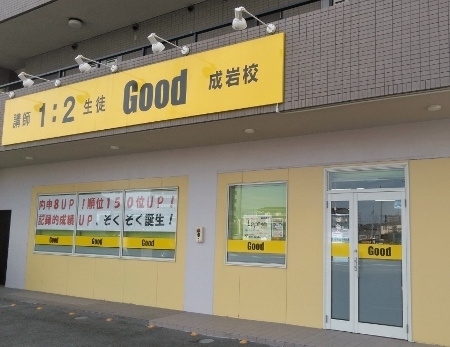 講師 1:2 生徒 Good 成岩校
内申8UP 1順位150位UP!
記録的成績UP、ぞくぞく誕生!
Good Good Good
Good
Good